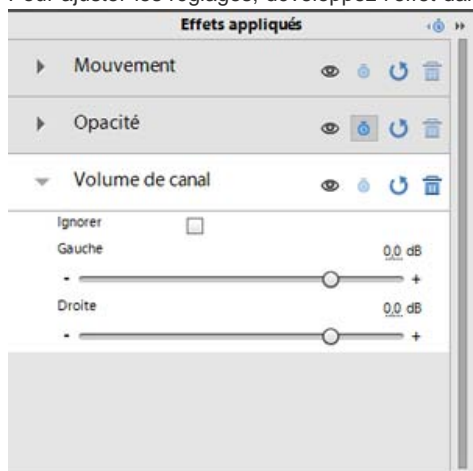 Effets appliqués
Mouvement
Opacité
Volume de canal
Ignorer
Gauche
0,0 dB
- +
Droite
0,0 dB
- +